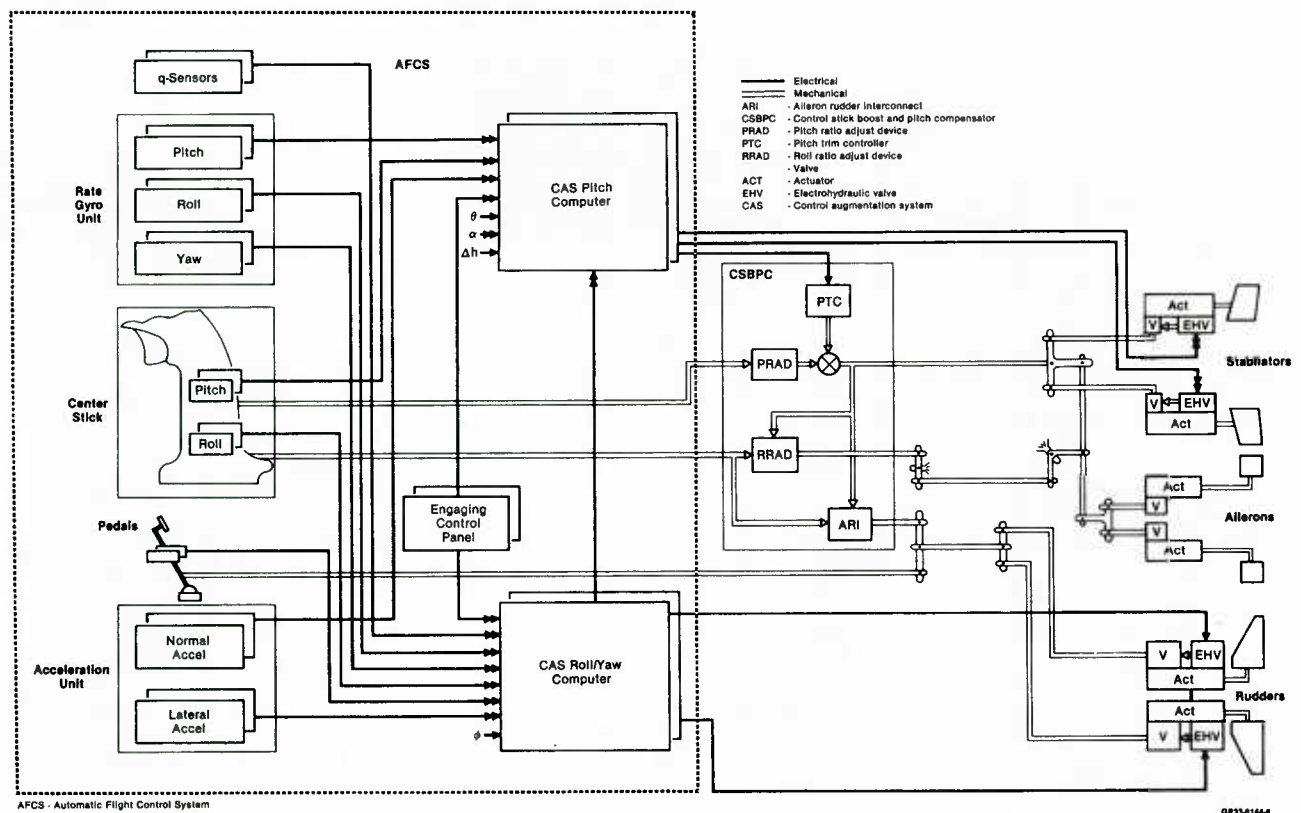 AFCS
q-Sensors
Electrical
Mechanical
ARI - Aileron rudder interconnect
CSBPC - Control stick boost and pitch compensator
PRAD - Pitch ratio adjust device
PTC - Pitch trim controller
RRAD - Roll ratio adjust device
- Valve
ACT - Actuator
EHV - Electrohydraulic valve
CAS - Control augmentation system
Rate
Gyro
Unit
Pitch
Roll
Yaw
CAS Pitch
Computer
θ
α
Δh
CSBPC
PTC
PRAD
RRAD
ARI
Center
Stick
Pitch
Roll
Engaging
Control
Panel
Pedals
Acceleration
Unit
Normal
Accel
Lateral
Accel
CAS Roll/Yaw
Computer
ϕ
Act
V
EHV
Stabilators
V
EHV
Act
Act
V
Ailerons
V
Act
V
EHV
Act
Rudders
Act
V
EHV
AFCS - Automatic Flight Control System